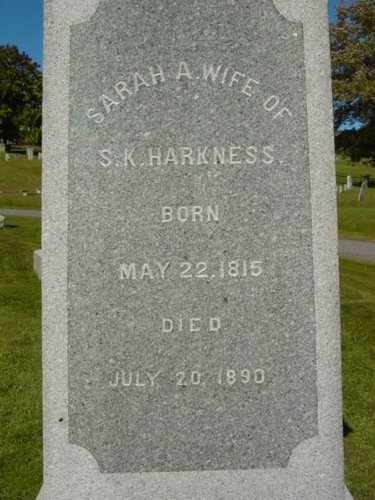 SARAH A. WIFE OF
S. K. HARKNESS.
BORN
MAY 22, 1815
DIED
JULY 20. 1890